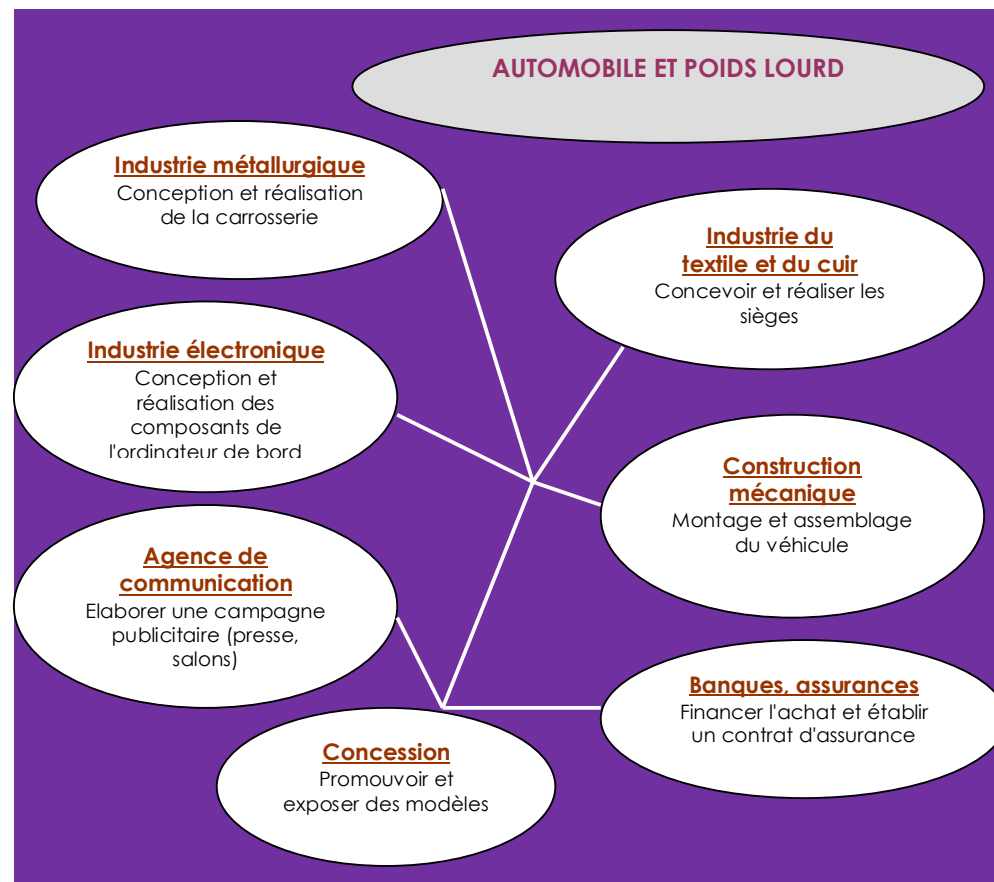 AUTOMOBILE ET POIDS LOURD
Industrie métallurgique
Conception et réalisation
de la carrosserie
Industrie du
textile et du cuir
Concevoir et réaliser les
sièges
Industrie électronique
Conception et
réalisation des
composants de
l'ordinateur de bord
Construction
mécanique
Montage et assemblage
du véhicule
Agence de
communication
Elaborer une campagne
publicitaire (presse,
salons)
Banques, assurances
Financer l'achat et établir
un contrat d'assurance
Concession
Promouvoir et
exposer des modèles